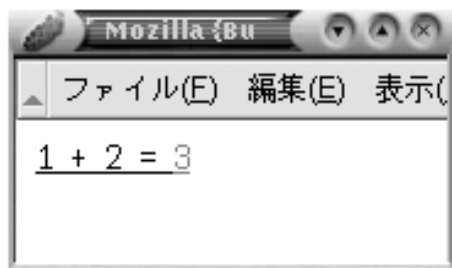 Mozilla {Bu
ファイル(F) 編集(E) 表示(
1 + 2 = 3